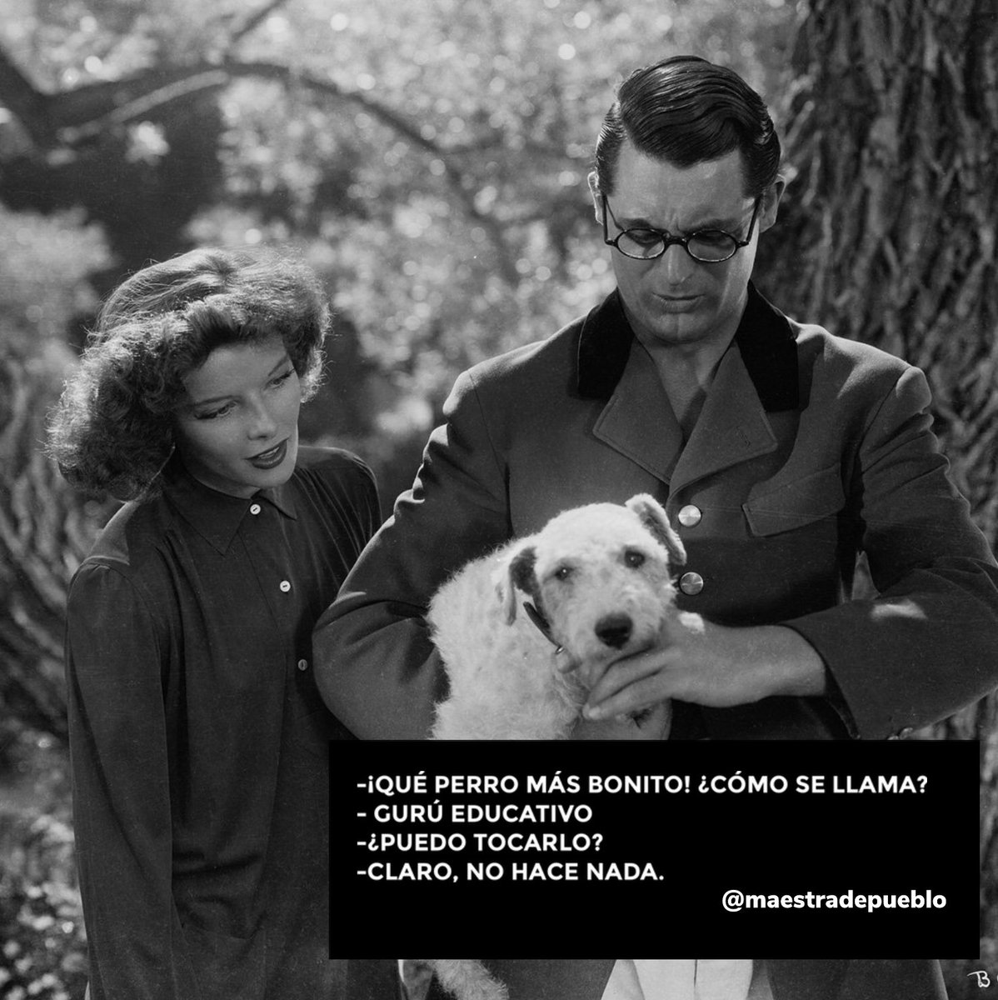 -¡QUÉ PERRO MÁS BONITO! ¿CÓMO SE LLAMA?
- GURÚ EDUCATIVO
-¿PUEDO TOCARLO?
-CLARO, NO HACE NADA.
@maestradepueblo
B